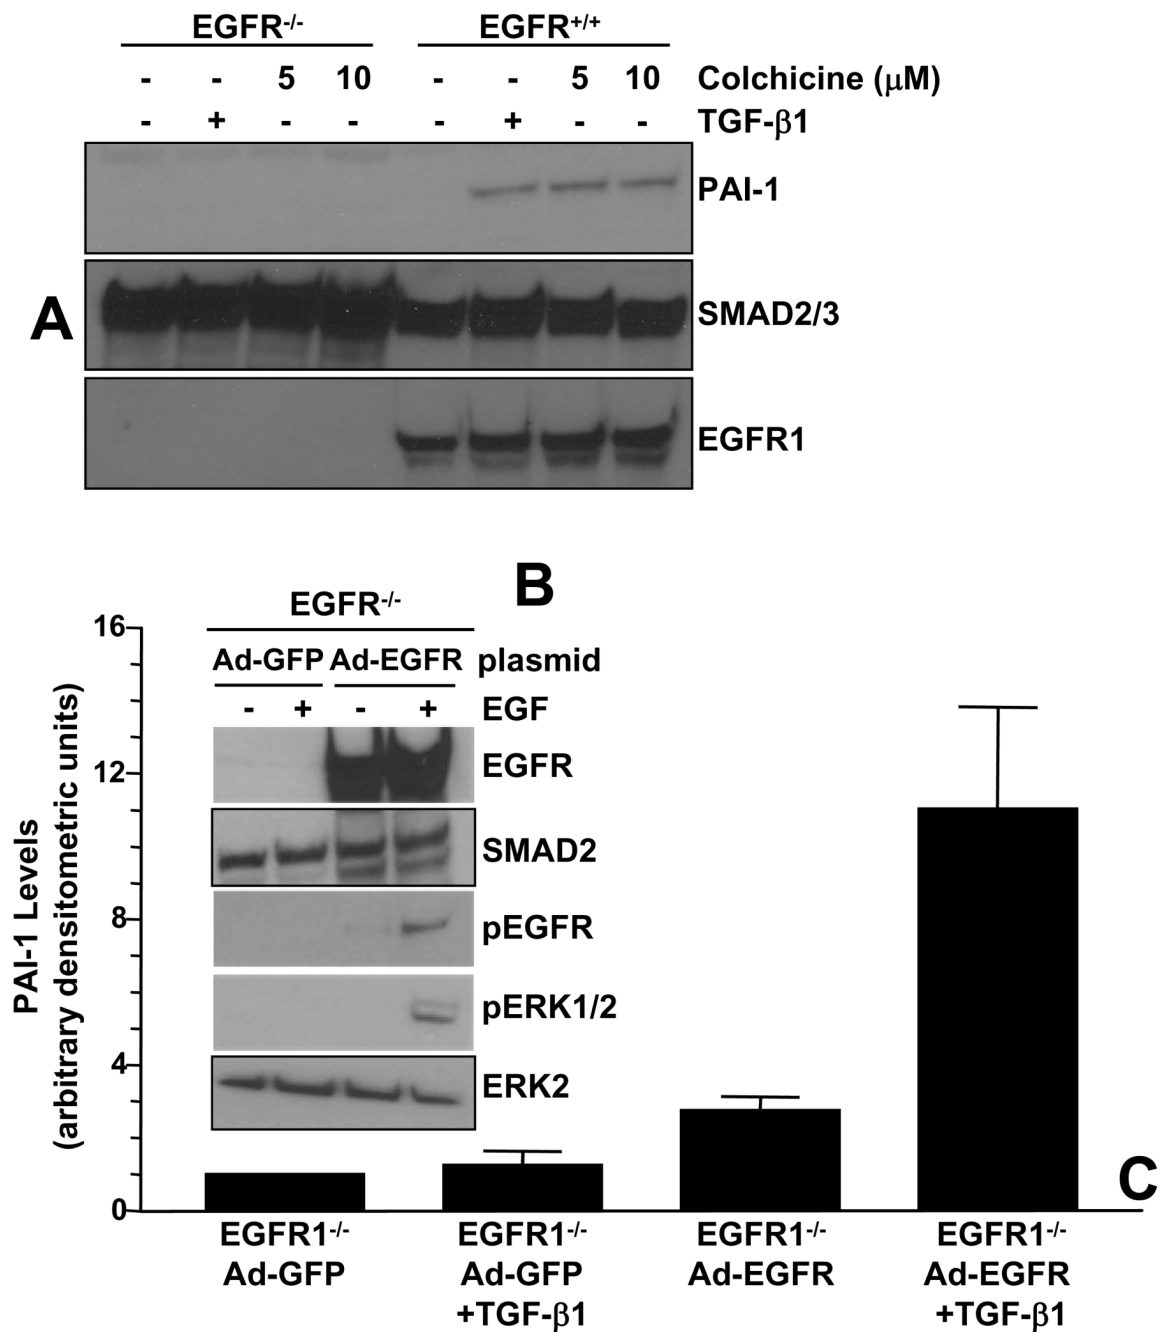 EGFR-/- EGFR+/+
- - 5 10 - - 5 10 Colchicine (μM)
- + - - - + - - TGF-β1
PAI-1
A
SMAD2/3
EGFR1
B
EGFR-/-
Ad-GFP Ad-EGFR plasmid
- + - + EGF
EGFR
SMAD2
pEGFR
pERK1/2
ERK2
PAI-1 Levels
(arbitrary densitometric units)
16
12
8
4
0
C
EGFR1-/- EGFR1-/- EGFR1-/- EGFR1-/-
Ad-GFP Ad-GFP Ad-EGFR Ad-EGFR
+TGF-β1 +TGF-β1